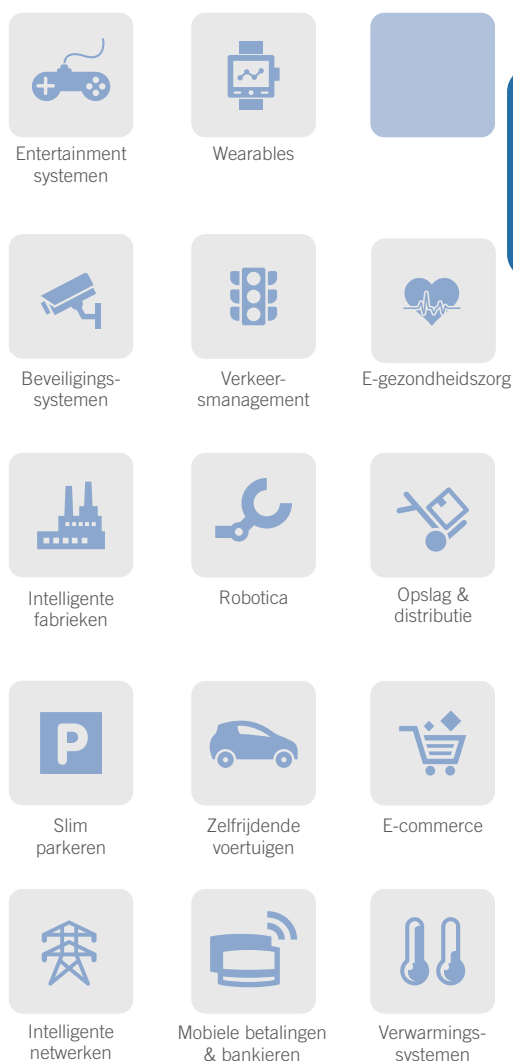 Entertainment
systemen
Wearables
Beveiligings-
systemen
Verkeer-
smanagement
E-gezondheidszorg
Intelligente
fabrieken
Robotica
Opslag &
distributie
P
Slim
parkeren
Zelfrijdende
voertuigen
E-commerce
Intelligente
netwerken
Mobiele betalingen
& bankieren
Verwarmings-
systemen